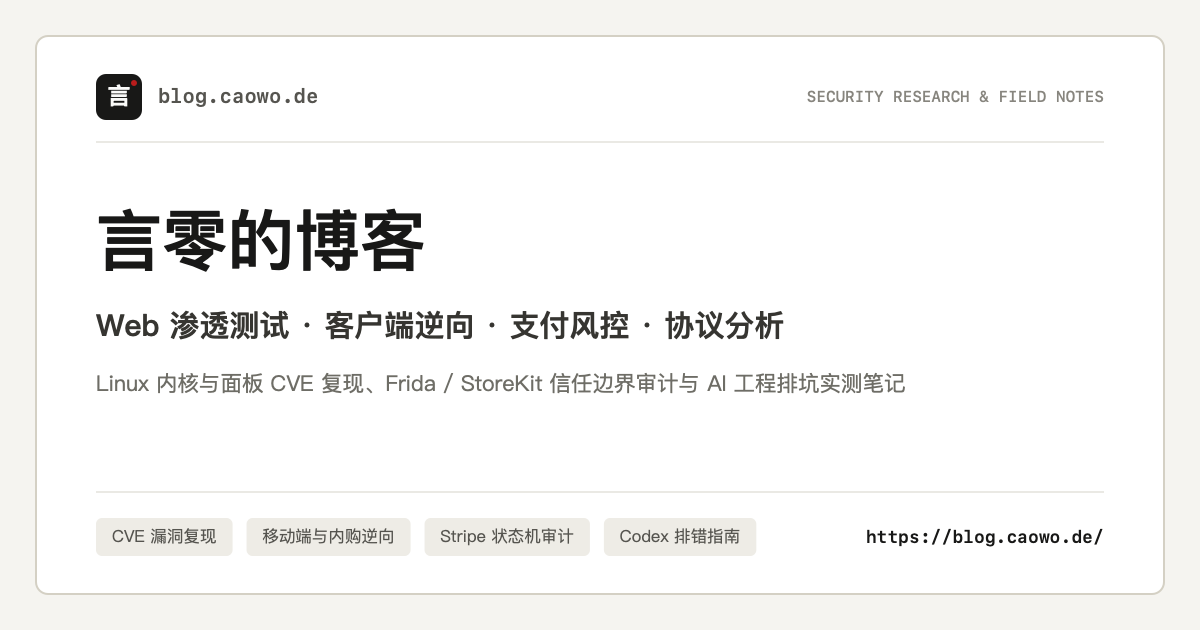 言 blog.caowo.de
SECURITY RESEARCH & FIELD NOTES
言零的博客
Web 渗透测试 · 客户端逆向 · 支付风控 · 协议分析
Linux 内核与面板 CVE 复现、Frida / StoreKit 信任边界审计与 AI 工程排坑实测笔记
CVE 漏洞复现
移动端与内购逆向
Stripe 状态机审计
Codex 排错指南
https://blog.caowo.de/